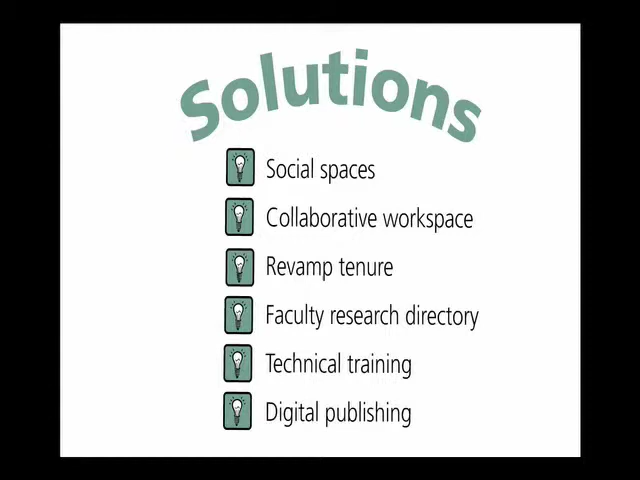 Solutions
Social spaces
Collaborative workspace
Revamp tenure
Faculty research directory
Technical training
Digital publishing